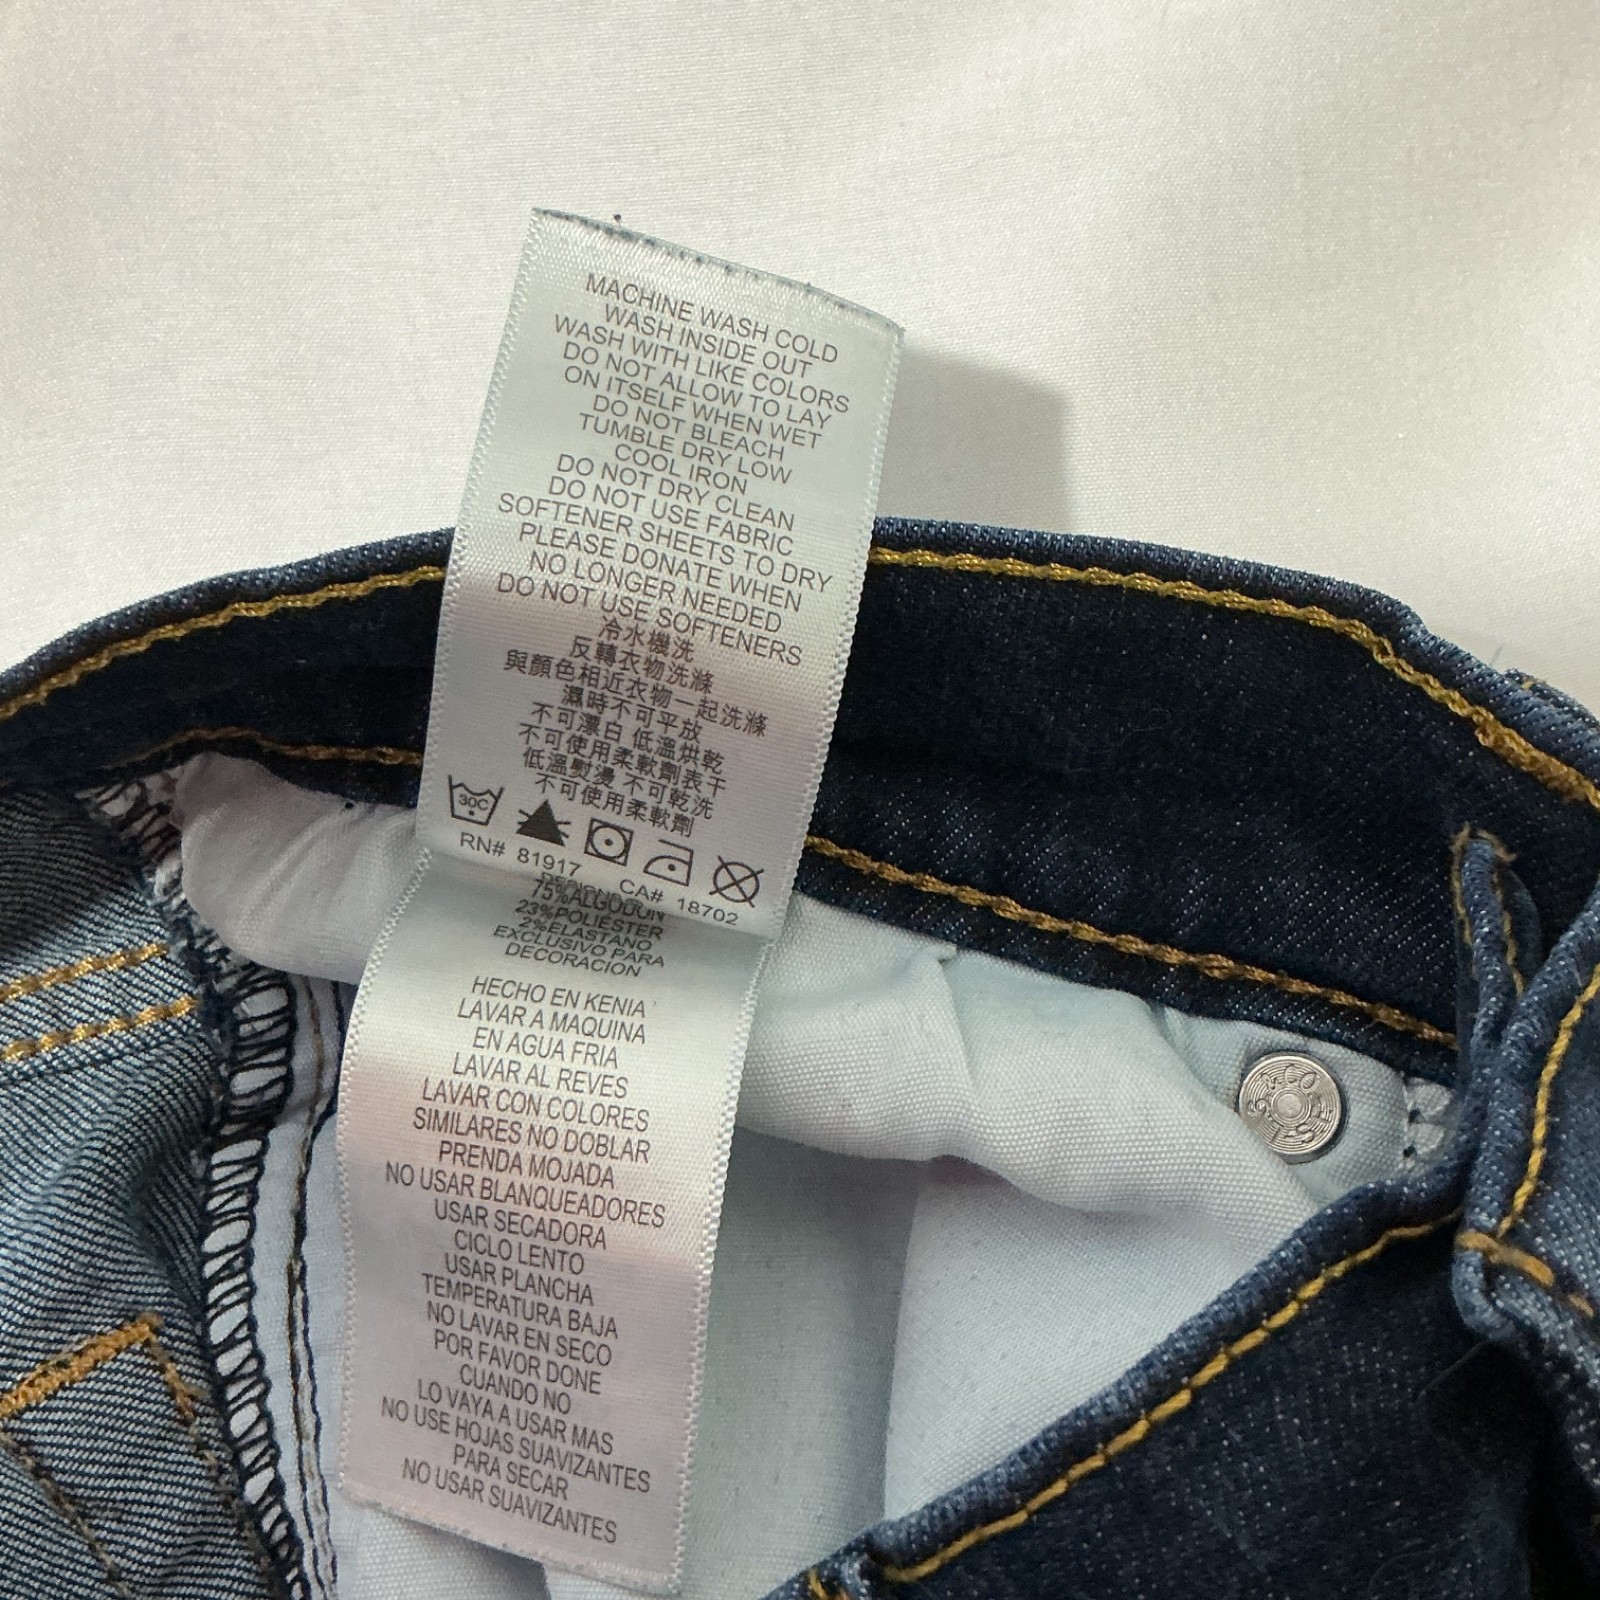 MACHINE WASH COLD
WASH INSIDE OUT
WASH WITH LIKE COLORS
DO NOT ALLOW TO LAY
ON ITSELF WHEN WET
DO NOT BLEACH
TUMBLE DRY LOW
COOL IRON
DO NOT DRY CLEAN
DO NOT USE FABRIC
SOFTENER SHEETS TO DRY
PLEASE DONATE WHEN
NO LONGER NEEDED
DO NOT USE SOFTENERS
冷水機洗
反轉衣物洗滌
與顏色相近衣物一起洗滌
濕時不可平放
不可漂白 低溫烘乾
不可使用柔軟劑表干
低溫熨燙 不可乾洗
不可使用柔軟劑
30C
RN# 81917 CA# 18702
75%ALGODON
23%POLIÉSTER
2%ELASTANO
EXCLUSIVO PARA
DECORACION
HECHO EN KENIA
LAVAR A MAQUINA
EN AGUA FRIA
LAVAR AL REVES
LAVAR CON COLORES
SIMILARES NO DOBLAR
PRENDA MOJADA
NO USAR BLANQUEADORES
USAR SECADORA
CICLO LENTO
USAR PLANCHA
TEMPERATURA BAJA
NO LAVAR EN SECO
POR FAVOR DONE
CUANDO NO
LO VAYA A USAR MAS
NO USE HOJAS SUAVIZANTES
PARA SECAR
NO USAR SUAVIZANTES